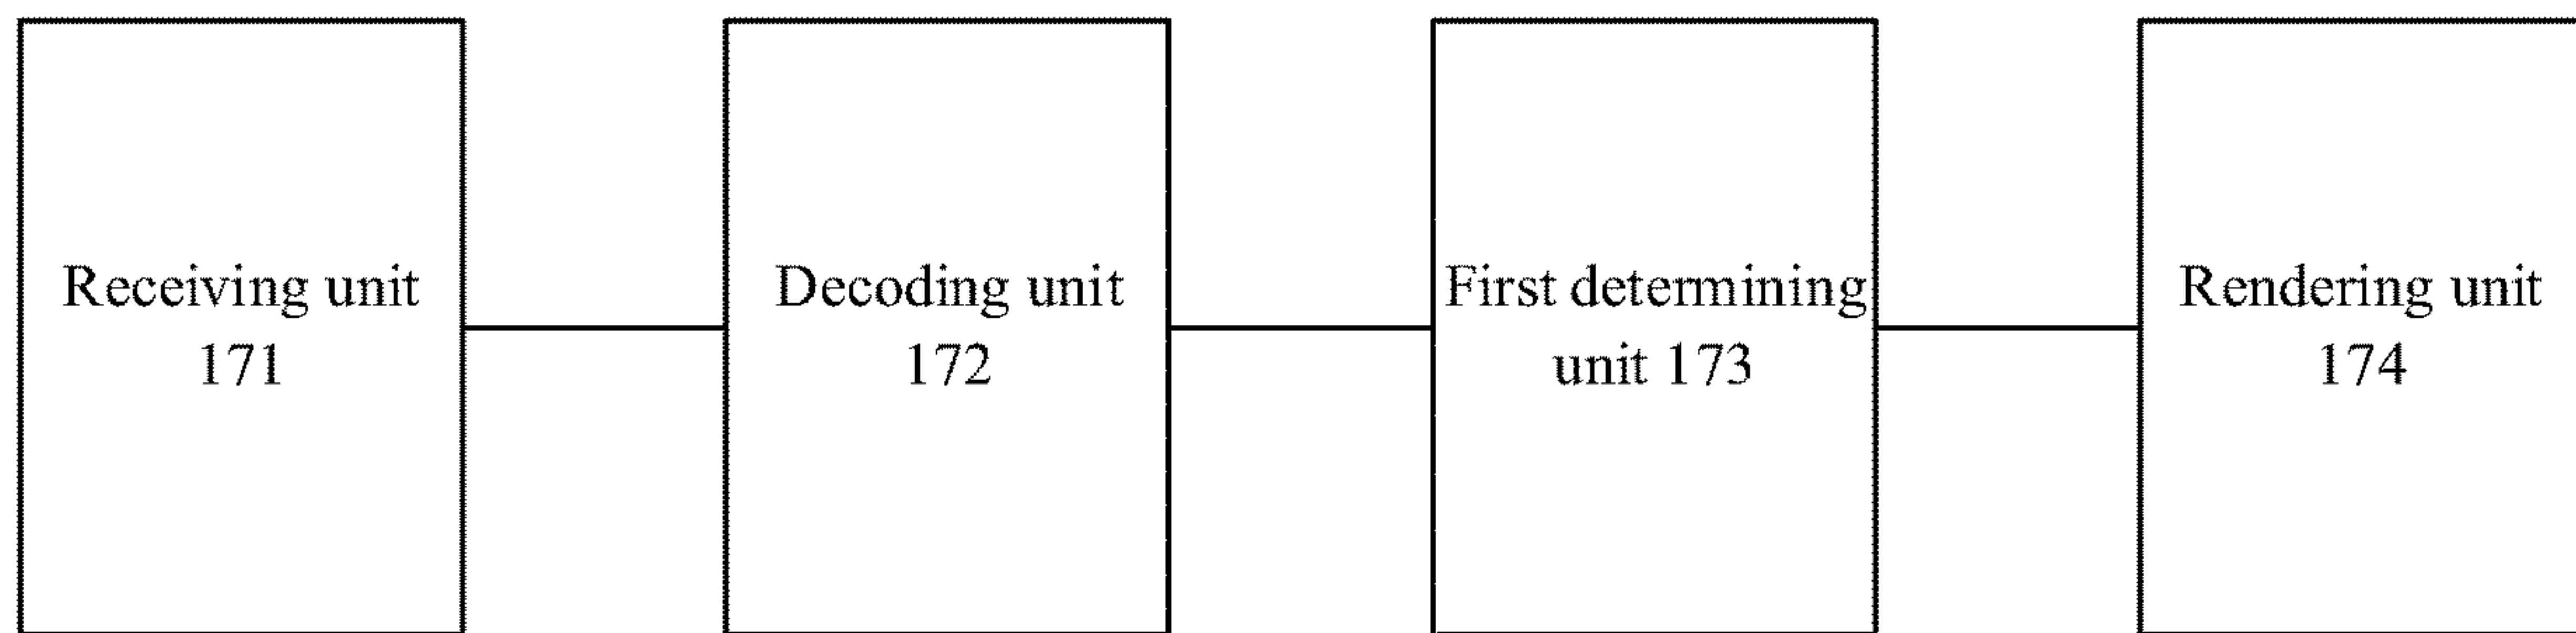 Receiving unit
171
Decoding unit
172
First determining
unit 173
Rendering unit
174